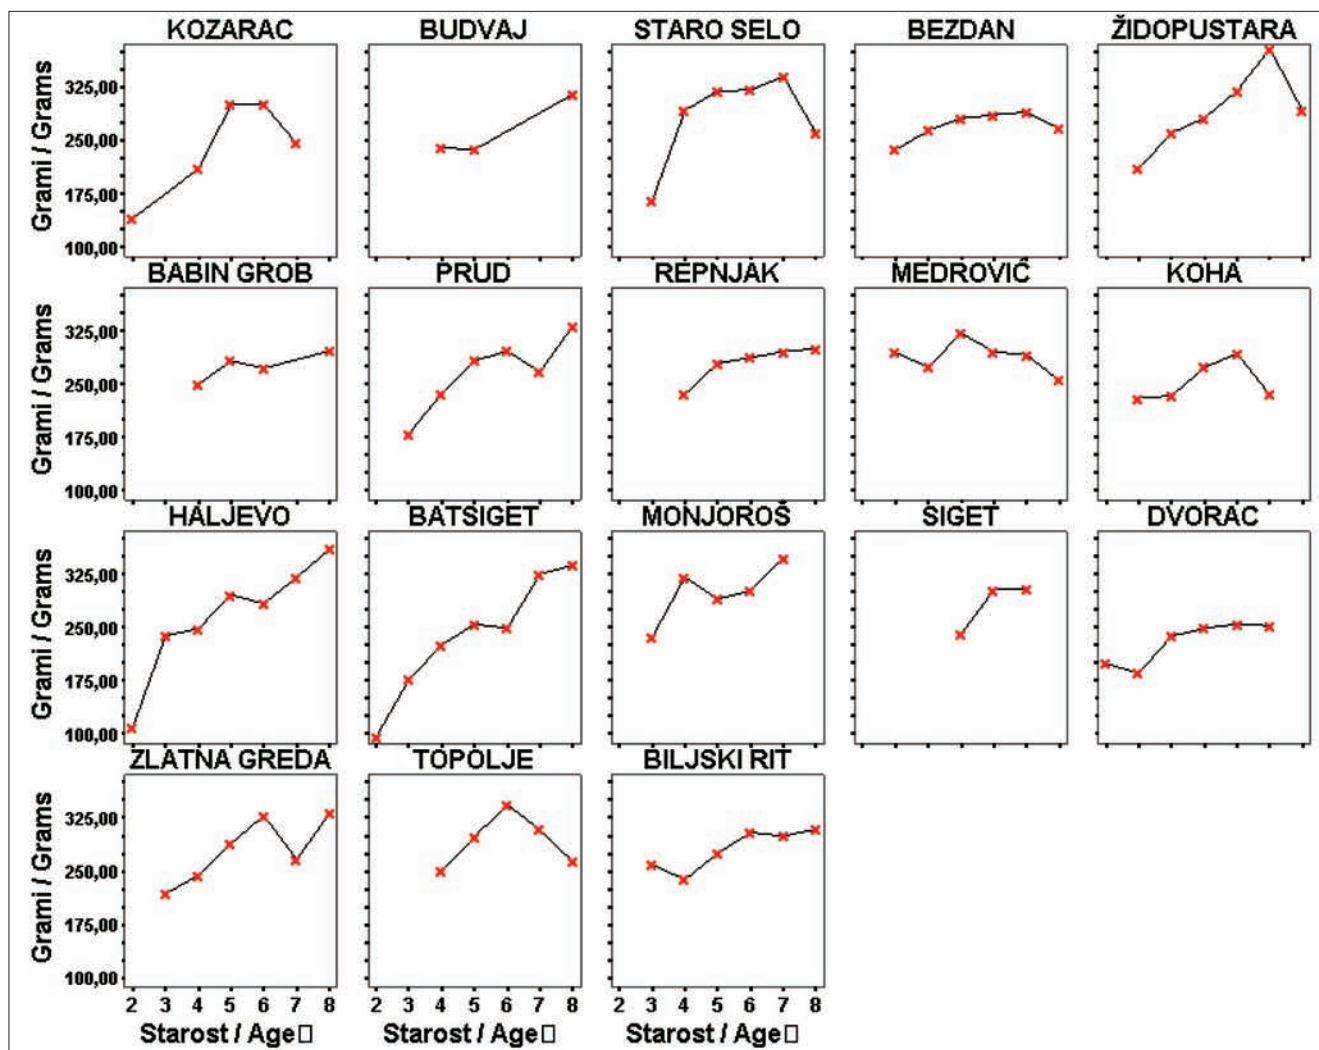 KOZARAC BUDVAJ STARO SELO BEZDAN ŽIDOPUSTARA
Grami / Grams
325,00
250,00
175,00
100,00
BABIN GROB PRUD REPNJAK MEDROVIĆ KOHA
Grami / Grams
325,00
250,00
175,00
100,00
HALJEVO BATSIGET MONJOROŠ SIGET DVORAC
Grami / Grams
325,00
250,00
175,00
100,00
ZLATNA GREDA TOPOLJE BILJSKI RIT
Grami / Grams
325,00
250,00
175,00
100,00
2 3 4 5 6 7 8 2 3 4 5 6 7 8 2 3 4 5 6 7 8
Starost / Age□ Starost / Age□ Starost / Age□